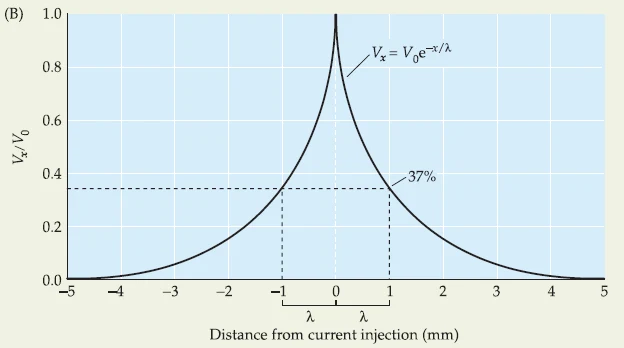 (B)
1.0
Vₓ = V₀e⁻ˣ/λ
0.8
0.6
Vₓ/V₀
0.4
37%
0.2
0.0
–5 –4 –3 –2 –1 0 1 2 3 4 5
λ λ
Distance from current injection (mm)